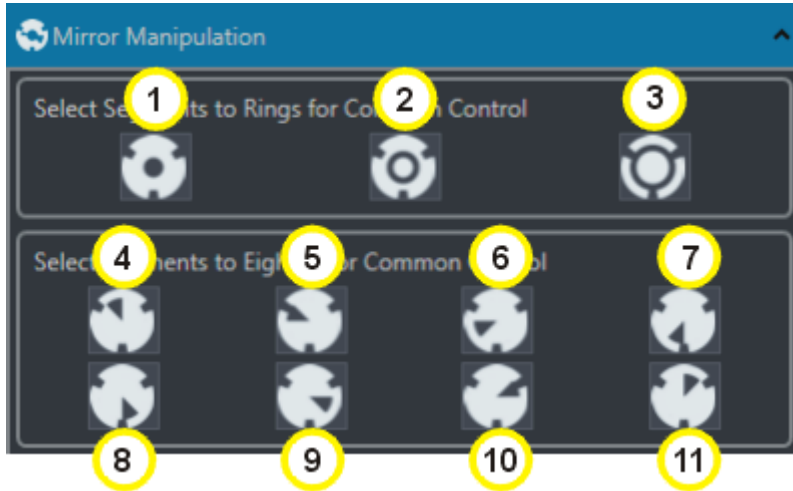 Mirror Manipulation
1 2 3
Select to Rings for Control
4 5 6 7
Select to for Common
8 9 10 11